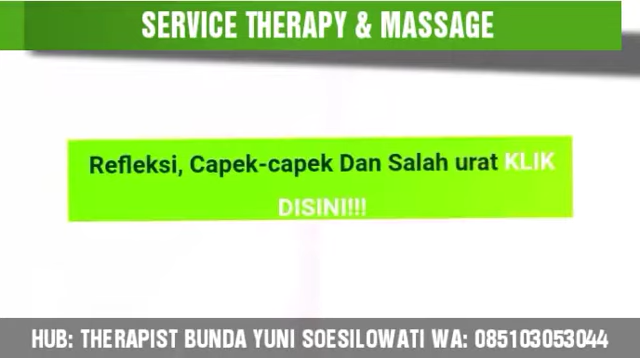 SERVICE THERAPY & MASSAGE
Refleksi, Capek-capek Dan Salah urat KLIK
DISINI!!!
HUB: THERAPIST BUNDA YUNI SOESILOWATI WA: 085103053044